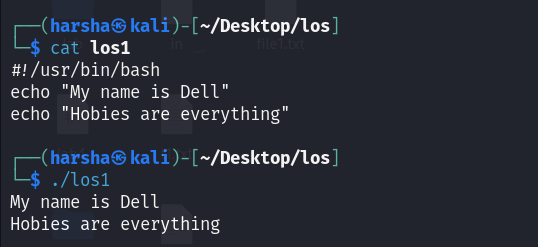 ┌──(harsha㉿kali)-[~/Desktop/los]
└─$ cat los1
#!/usr/bin/bash
echo "My name is Dell"
echo "Hobies are everything"
┌──(harsha㉿kali)-[~/Desktop/los]
└─$ ./los1
My name is Dell
Hobies are everything